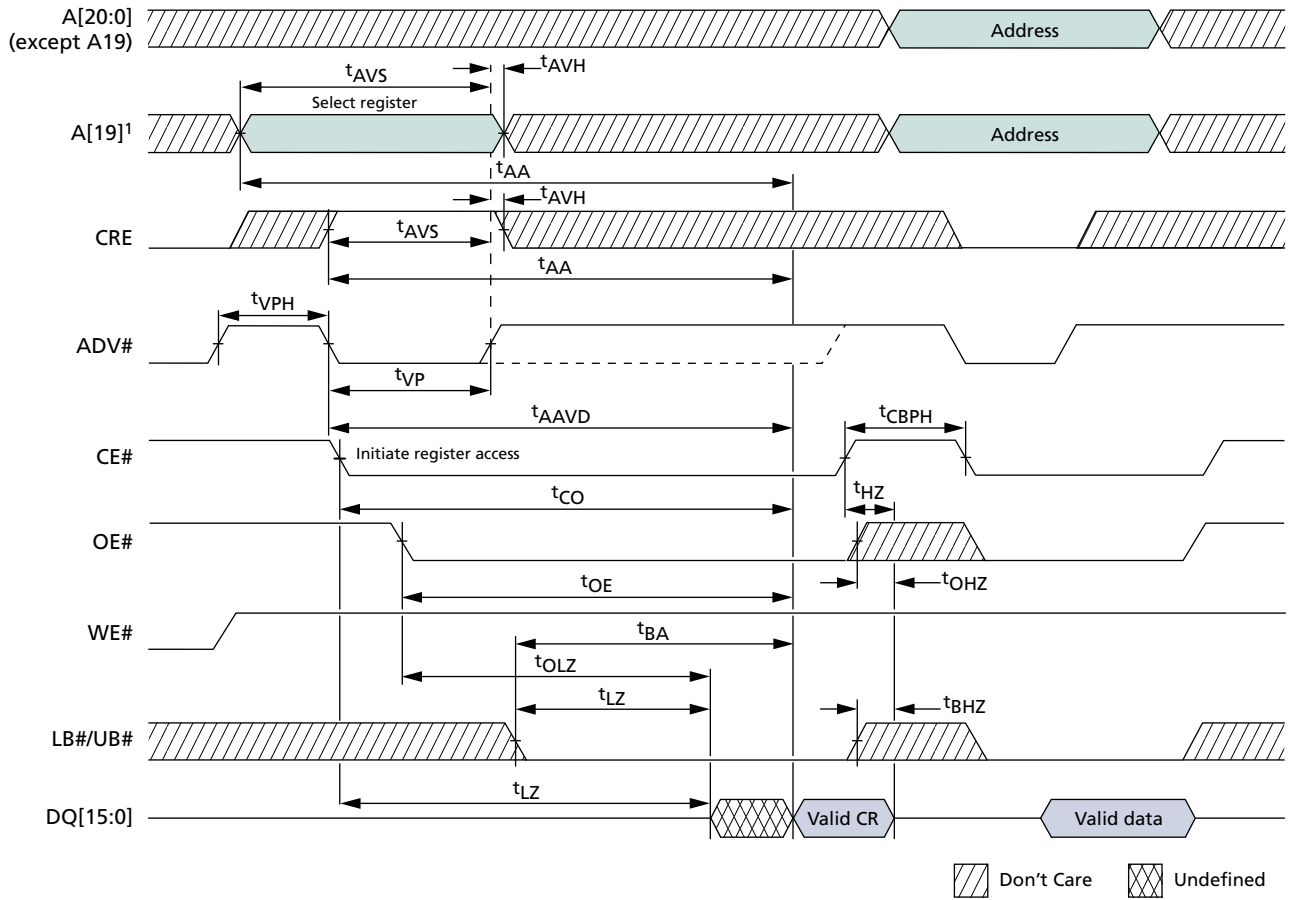 A[20:0]
(except A19)
Address
tAVS
tAVH
Select register
A[19]1
Address
tAA
tAVH
CRE
tAVS
tAA
tVPH
ADV#
tVP
tAAVD
tCBPH
CE#
Initiate register access
tCO
tHZ
OE#
tOE
tOHZ
WE#
tBA
tOLZ
tLZ
tBHZ
LB#/UB#
tLZ
DQ[15:0]
Valid CR
Valid data
Don't Care
Undefined